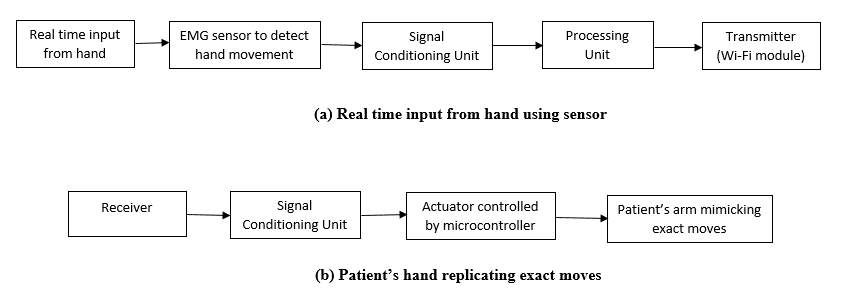 Real time input
from hand
EMG sensor to detect
hand movement
Signal
Conditioning Unit
Processing
Unit
Transmitter
(Wi-Fi module)
(a) Real time input from hand using sensor
Receiver
Signal
Conditioning Unit
Actuator controlled
by microcontroller
Patient’s arm mimicking
exact moves
(b) Patient’s hand replicating exact moves